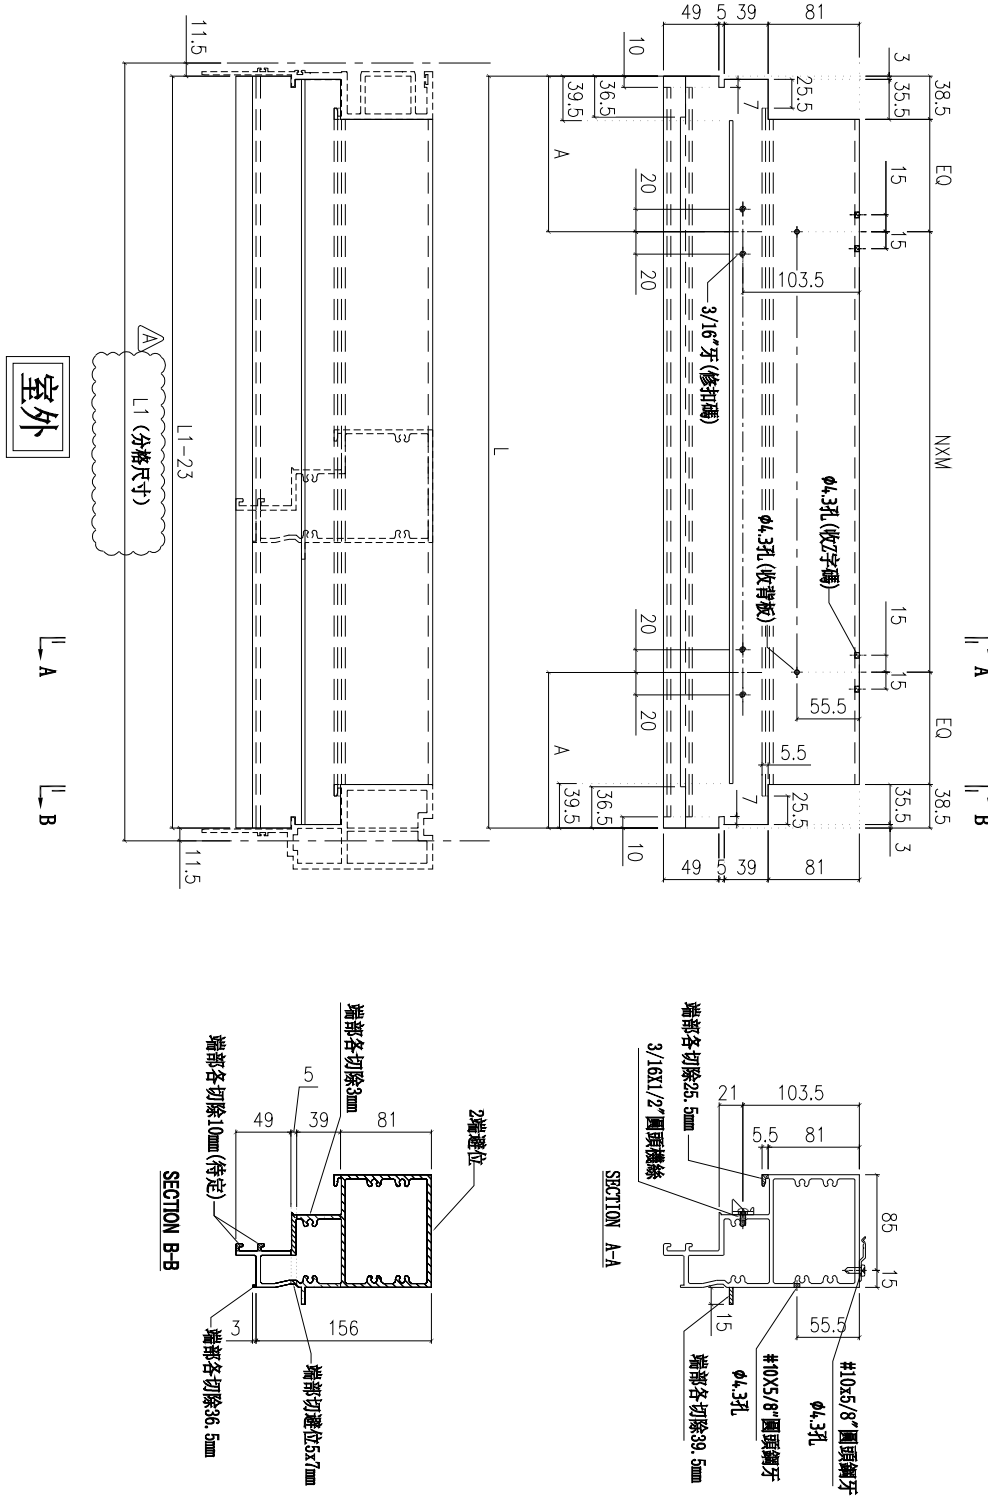 49
5
39
81
10
39.5
36.5
7
25.5
3
35.5
38.5
A
20
20
EQ
15
15
103.5
3/16"牙(修扣碼)
L
NXM
φ4.3孔(收Z字碼)
φ4.3孔(收背板)
20
20
15
15
55.5
A
EQ
5.5
39.5
36.5
7
25.5
35.5
38.5
10
3
49
5
39
81
A
B
11.5
A
L1(分格尺寸)
L1-23
室外
11.5
A
B
端部各切除25.5mm
3/16X1/2"圓頭機絲
21
103.5
5.5
81
85
15
15
55.5
#10x5/8"圓頭鋼牙
φ4.3孔
#10X5/8"圓頭鋼牙
φ4.3孔
端部各切除39.5mm
SECTION A-A
端部各切除3mm
端部各切除10mm(待定)
5
49
39
81
2端避位
3
156
端部各切除36.5mm
端部切避位5x7mm
SECTION B-B